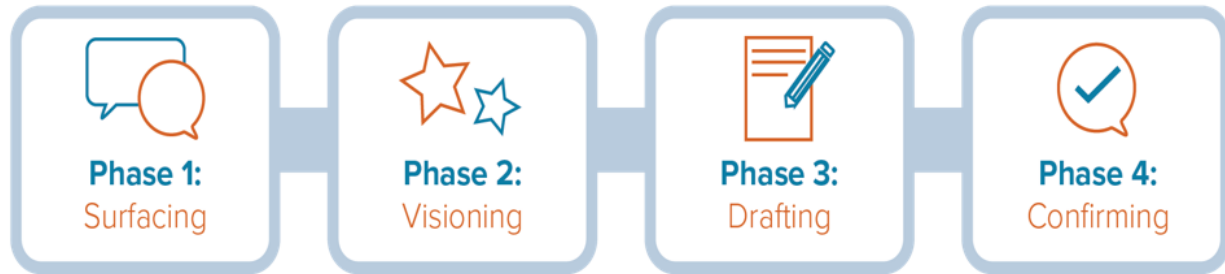 Phase 1:
Surfacing
Phase 2:
Visioning
Phase 3:
Drafting
Phase 4:
Confirming